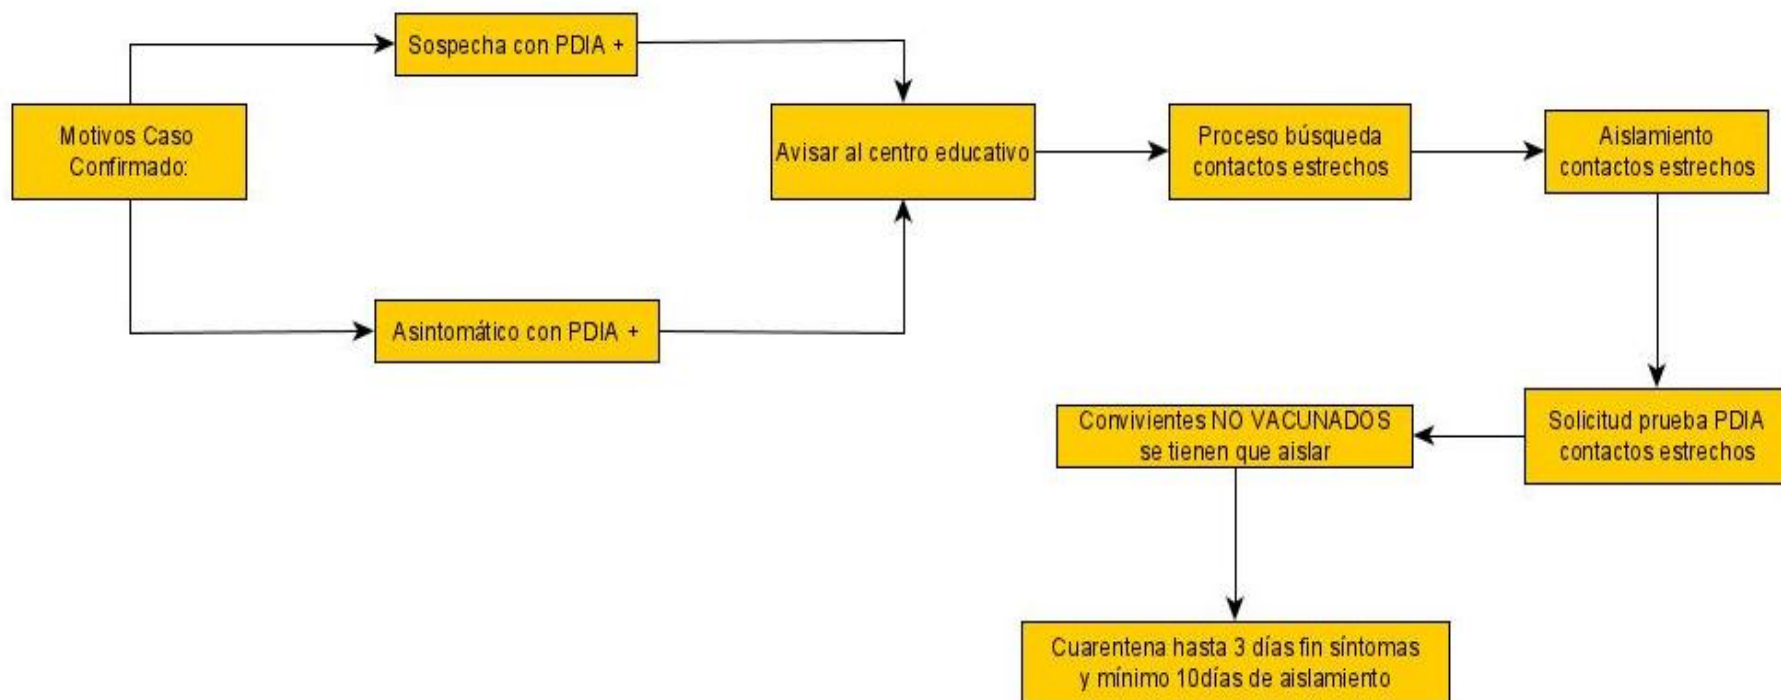 Sospecha con PDIA +
Motivos Caso
Confirmado:
Avisar al centro educativo
Proceso búsqueda
contactos estrechos
Aislamiento
contactos estrechos
Asintomático con PDIA +
Solicitud prueba PDIA
contactos estrechos
Convivientes NO VACUNADOS
se tienen que aislar
Cuarentena hasta 3 días fin síntomas
y mínimo 10días de aislamiento